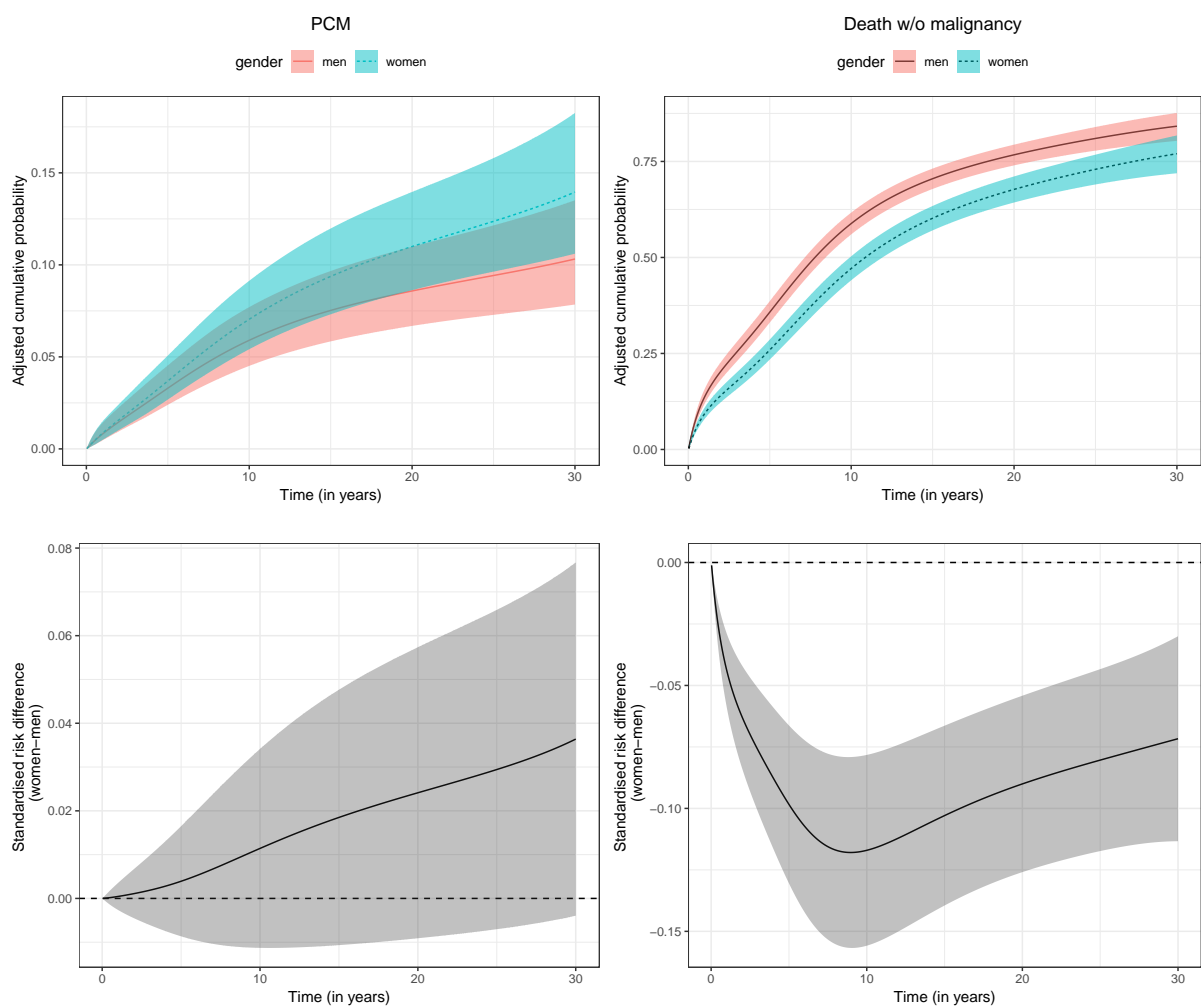 PCM
gender men women
0.15
0.10
0.05
0.00
Adjusted cumulative probability
0 10 20 30
Time (in years)
Death w/o malignancy
gender men women
0.75
0.50
0.25
0.00
Adjusted cumulative probability
0 10 20 30
Time (in years)
0.08
0.06
0.04
0.02
0.00
Standardised risk difference
(women−men)
0 10 20 30
Time (in years)
0.00
−0.05
−0.10
−0.15
Standardised risk difference
(women−men)
0 10 20 30
Time (in years)